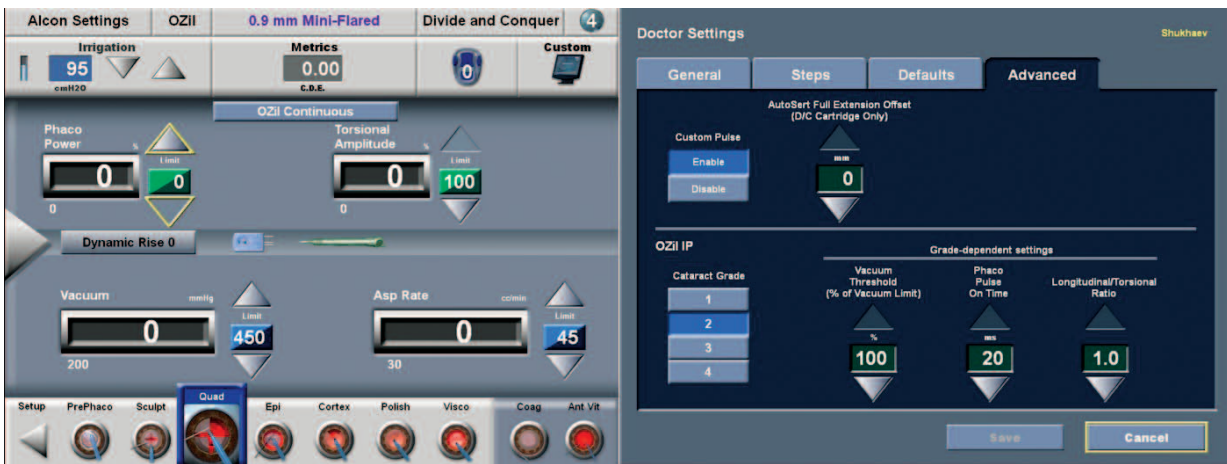 Alcon Settings OZil 0.9 mm Mini-Flared Divide and Conquer 4
Irrigation Metrics Custom
95 0.00 0
cmH2O C.D.E.
OZil Continuous
Phaco Power % Torsional Amplitude %
Limit Limit
0 0 0 100
0 0
Dynamic Rise 0
Vacuum mmHg Asp Rate cc/min
Limit Limit
0 450 0 45
200 30
Setup PrePhaco Sculpt Quad Epi Cortex Polish Visco Coag Ant Vit
Doctor Settings Shukhaev
General Steps Defaults Advanced
AutoSert Full Extension Offset
(D/C Cartridge Only)
Custom Pulse
mm
Enable
0
Disable
OZil IP
Grade-dependent settings
Cataract Grade
Vacuum Threshold (% of Vacuum Limit)
Phaco Pulse On Time
Longitudinal/Torsional Ratio
1
2
3
4
% ms
100 20 1.0
Save Cancel